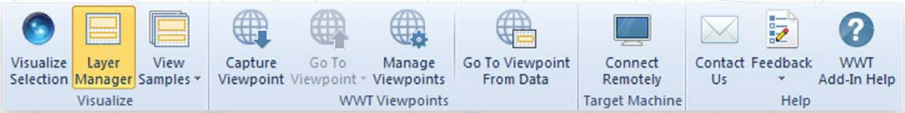 Visualize Selection
Layer Manager
View Samples
Visualize
Capture Viewpoint
Go To Viewpoint
Manage Viewpoints
Go To Viewpoint From Data
WWT Viewpoints
Connect Remotely
Target Machine
Contact Us
Feedback
WWT Add-In Help
Help